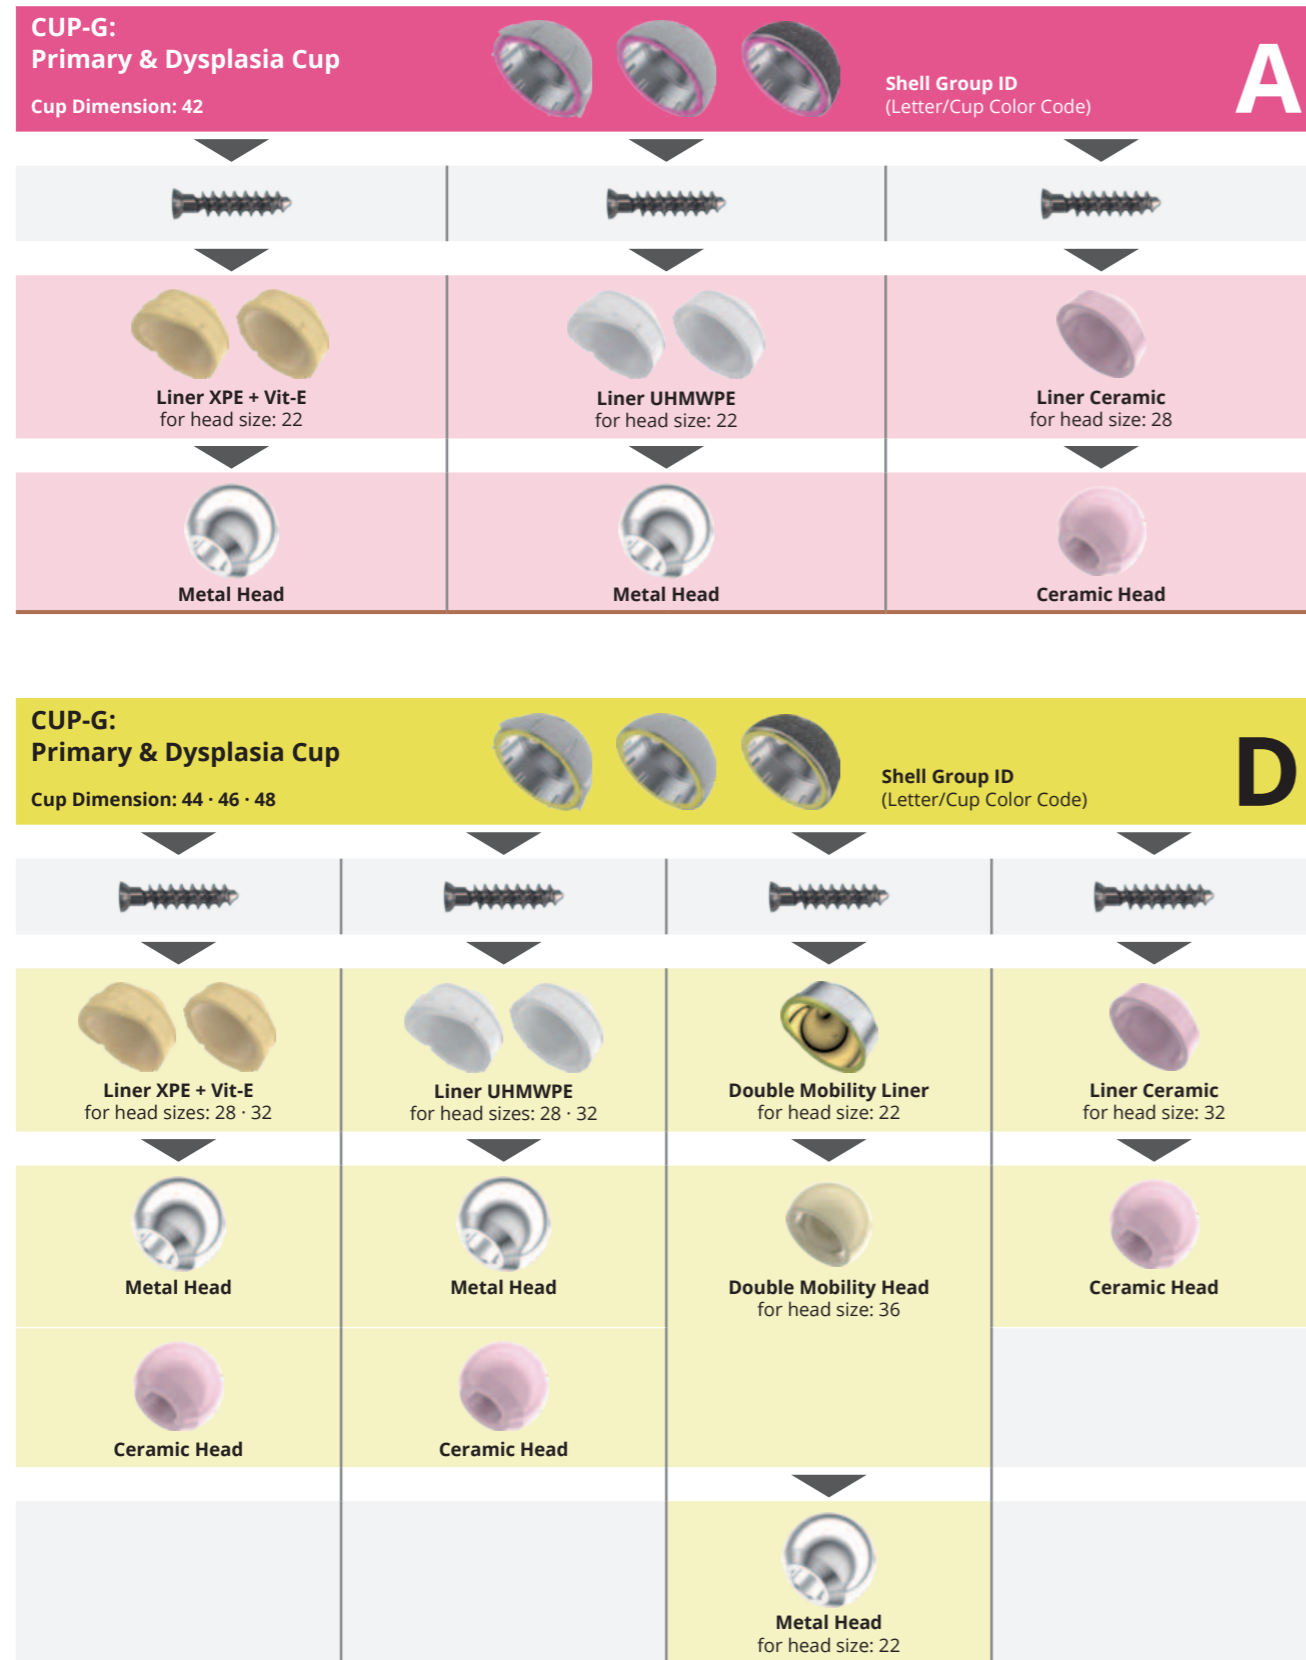 CUP-G:
Primary & Dysplasia Cup
Cup Dimension: 42
Shell Group ID
(Letter/Cup Color Code)
A
Liner XPE + Vit-E
for head size: 22
Liner UHMWPE
for head size: 22
Liner Ceramic
for head size: 28
Metal Head
Metal Head
Ceramic Head
CUP-G:
Primary & Dysplasia Cup
Cup Dimension: 44 · 46 · 48
Shell Group ID
(Letter/Cup Color Code)
D
Liner XPE + Vit-E
for head sizes: 28 · 32
Liner UHMWPE
for head sizes: 28 · 32
Double Mobility Liner
for head size: 22
Liner Ceramic
for head size: 32
Metal Head
Metal Head
Double Mobility Head
for head size: 36
Ceramic Head
Ceramic Head
Ceramic Head
Metal Head
for head size: 22